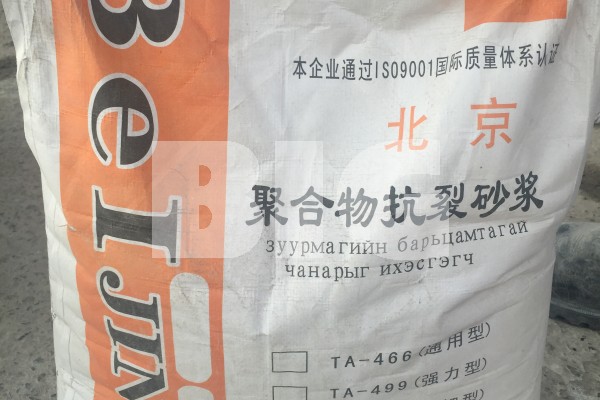 BeIJIN
本企业通过ISO9001国际质量体系认证
北京
BIG
聚合物抗裂砂浆
зуурмагийн барьцамтагай
чанарыг ихэсгэгч
TA-466(通用型)
TA-499(强力型)